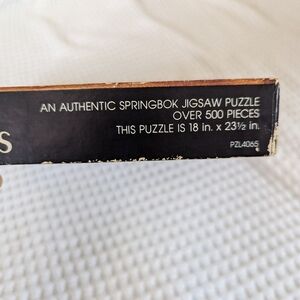 AN AUTHENTIC SPRINGBOK JIGSAW PUZZLE
OVER 500 PIECES
THIS PUZZLE IS 18 in. x 23½ in.
S
PZL4065